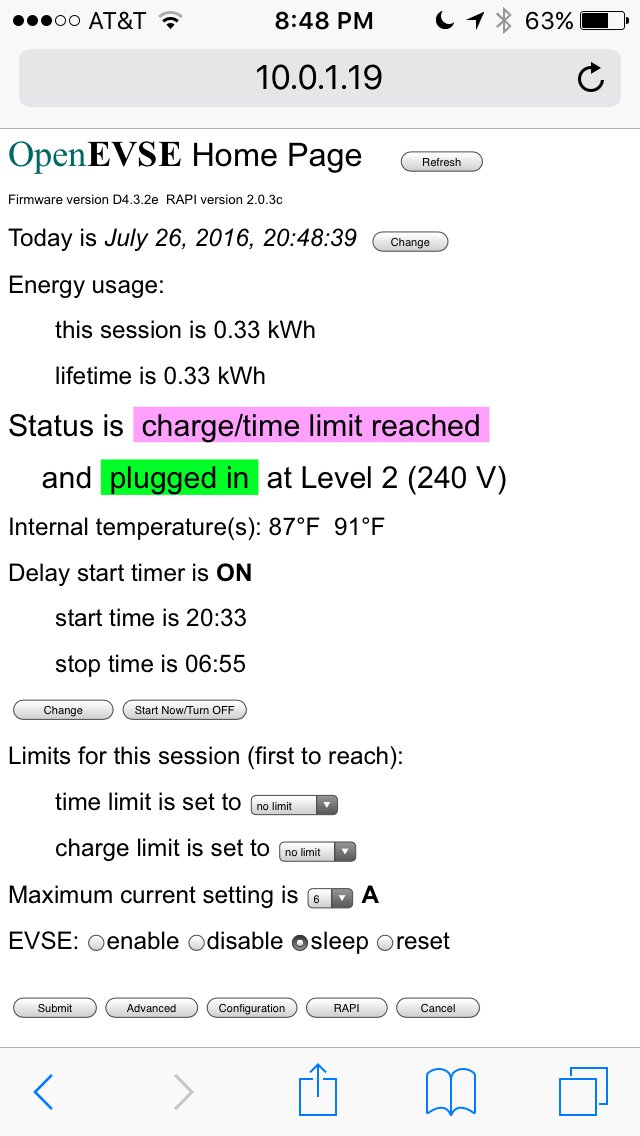 AT&T 8:48 PM 63%
10.0.1.19
OpenEVSE Home Page Refresh
Firmware version D4.3.2e RAPI version 2.0.3c
Today is July 26, 2016, 20:48:39 Change
Energy usage:
this session is 0.33 kWh
lifetime is 0.33 kWh
Status is charge/time limit reached
and plugged in at Level 2 (240 V)
Internal temperature(s): 87°F 91°F
Delay start timer is ON
start time is 20:33
stop time is 06:55
Change Start Now/Turn OFF
Limits for this session (first to reach):
time limit is set to no limit
charge limit is set to no limit
Maximum current setting is 6 A
EVSE: enable disable sleep reset
Submit Advanced Configuration RAPI Cancel